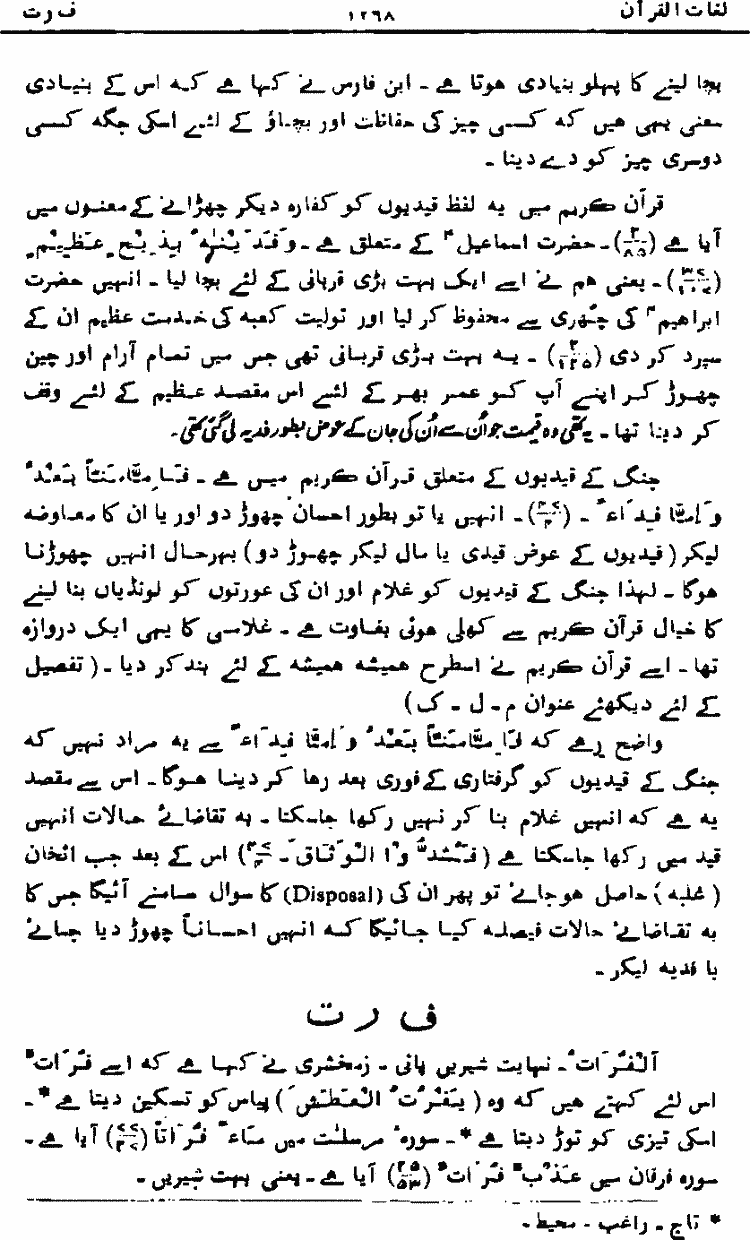 لغات القرآن ۱۲٦۸ ف ر ت
بچا لینے کا پہلو بنیادی ہوتا ہے ۔ ابن فارس نے کہا ہے کہ اس کے بنیادی
معنی یہی ہیں کہ کسی چیز کی حفاظت اور بچاؤ کے لئے اسکی جگہ کسی
دوسری چیز کو دے دینا ۔
قرآن کریم میں یہ لفظ قیدیوں کو کفارہ دیکر چھڑانے کے معنوں میں
آیا ہے (۲/۸۵) ۔ حضرت اسماعیل ؑ کے متعلق ہے ۔ وَفَدَیْنٰہُ بِذِبْحٍ عَظِیْمٍ
(۳۷/۱۰۷) ۔ یعنی ہم نے اسے ایک بہت بڑی قربانی کے لئے بچا لیا ۔ انہیں حضرت
ابراہیم ؑ کی چھری سے محفوظ کر لیا اور تولیت کعبہ کی خدمت عظیم ان کے
سپرد کر دی (۲/۱۲۵) ۔ یہ بہت بڑی قربانی تھی جس میں تمام آرام اور چین
چھوڑ کر اپنے آپ کو عمر بھر کے لئے اس مقصد عظیم کے لئے وقف
کر دینا تھا ۔ یہ تھی وہ قیمت جو اُن سے اُن کی جان کے عوض بطور فدیہ لی گئی تھی ۔
جنگ کے قیدیوں کے متعلق قرآن کریم میں ہے ۔ فَاِمَّا مَنًّا بَعْدُ
وَ اِمَّا فِدَاءً ۔ (۴۷/۴) ۔ انہیں یا تو بطور احسان چھوڑ دو اور یا ان کا معاوضہ
لیکر (قیدیوں کے عوض قیدی یا مال لیکر چھوڑ دو) بہرحال انہیں چھوڑنا
ہوگا ۔ لہذا جنگ کے قیدیوں کو غلام اور ان کی عورتوں کو لونڈیاں بنا لینے
کا خیال قرآن کریم سے کھلی ہوئی بغاوت ہے ۔ غلامی کا یہی ایک دروازہ
تھا ۔ اسے قرآن کریم نے اسطرح ہمیشہ ہمیشہ کے لئے بند کر دیا ۔ (تفصیل
کے لئے دیکھئے عنوان م ۔ ل ۔ ک)
واضح رہے کہ فَاِمَّا مَنًّا بَعْدُ وَ اِمَّا فِدَاءً سے یہ مراد نہیں کہ
جنگ کے قیدیوں کو گرفتاری کے فوری بعد رہا کر دینا ہوگا ۔ اس سے مقصد
یہ ہے کہ انہیں غلام بنا کر نہیں رکھا جاسکتا ۔ بہ تقاضائے حالات انہیں
قید میں رکھا جاسکتا ہے (فَشُدُّوا الْوَثَاقَ ۔ ۴۷/۴) اس کے بعد جب اثخان
(غلبہ) حاصل ہوجائے تو پھر ان کی (Disposal) کا سوال سامنے آئیگا جس کا
بہ تقاضائے حالات فیصلہ کیا جائیگا کہ انہیں احساناً چھوڑ دیا جائے
یا فدیہ لیکر ۔
ف ر ت
اَلْفُرَاتُ ۔ نہایت شیریں پانی ۔ زمخشری نے کہا ہے کہ اسے فُرَاتٌ
اس لئے کہتے ہیں کہ وہ (یَفْرُتُ الْعَطَشَ) پیاس کو تسکین دیتا ہے * ۔
اسکی تیزی کو توڑ دیتا ہے * ۔ سورہ مرسلٰت میں مَاءً فُرَاتاً (۷۷/۲۷) آیا ہے ۔
سورہ فرقان میں عَذْبٌ فُرَاتٌ (۲۵/۵۳) آیا ہے ۔ یعنی بہت شیریں ۔
* تاج ۔ راغب ۔ محیط ۔